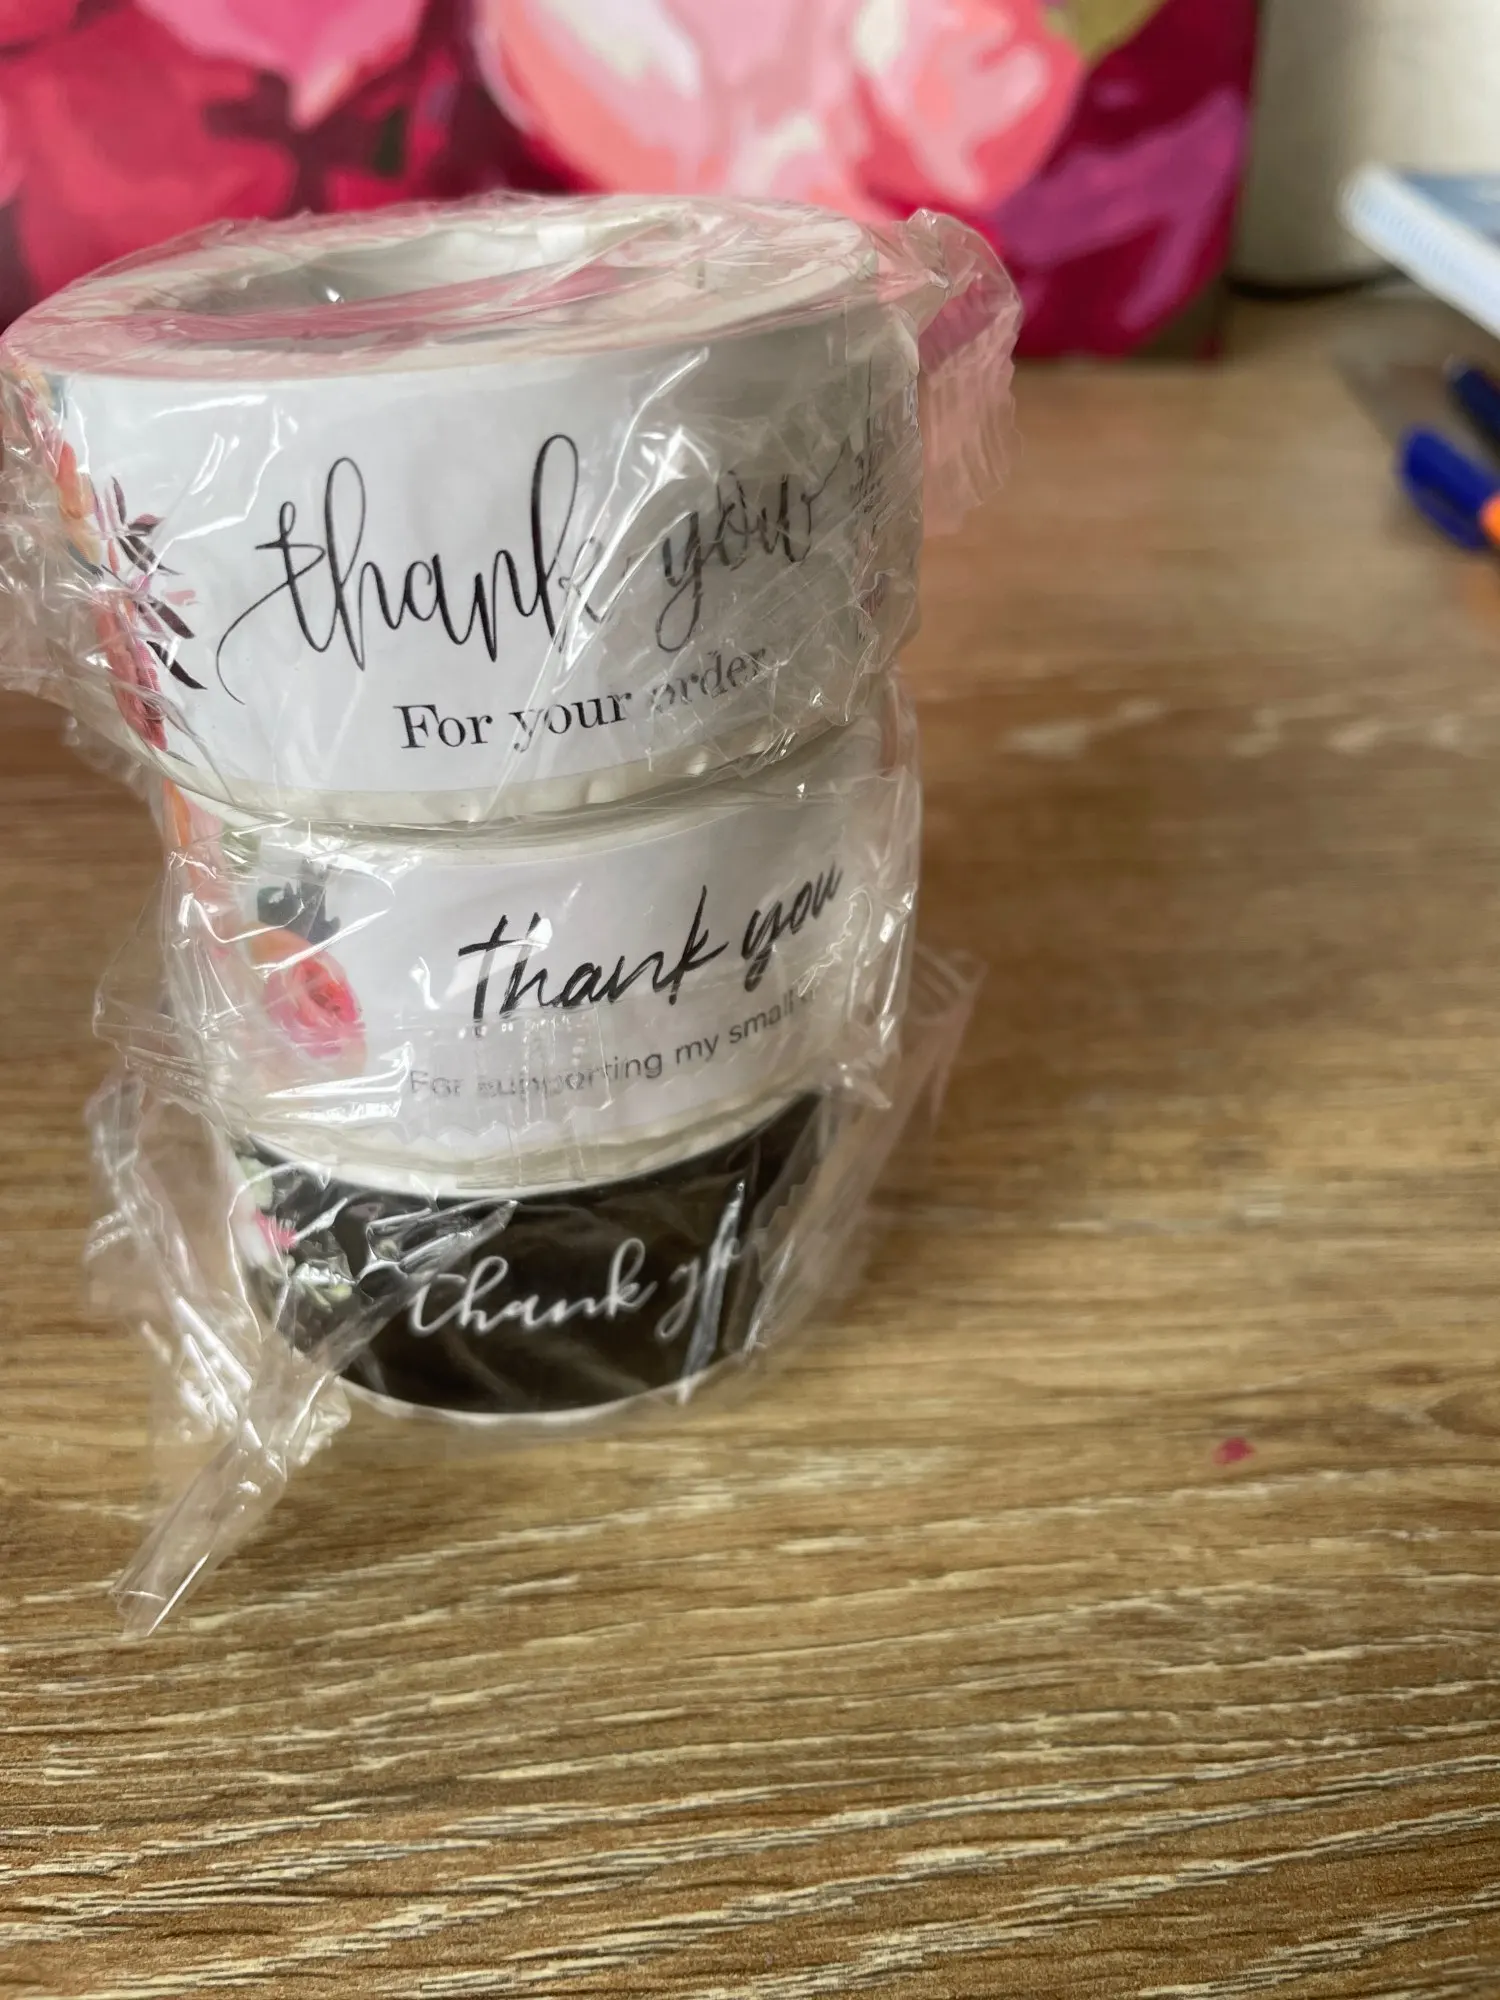 thank you
For your order
thank you
For supporting my small
thank